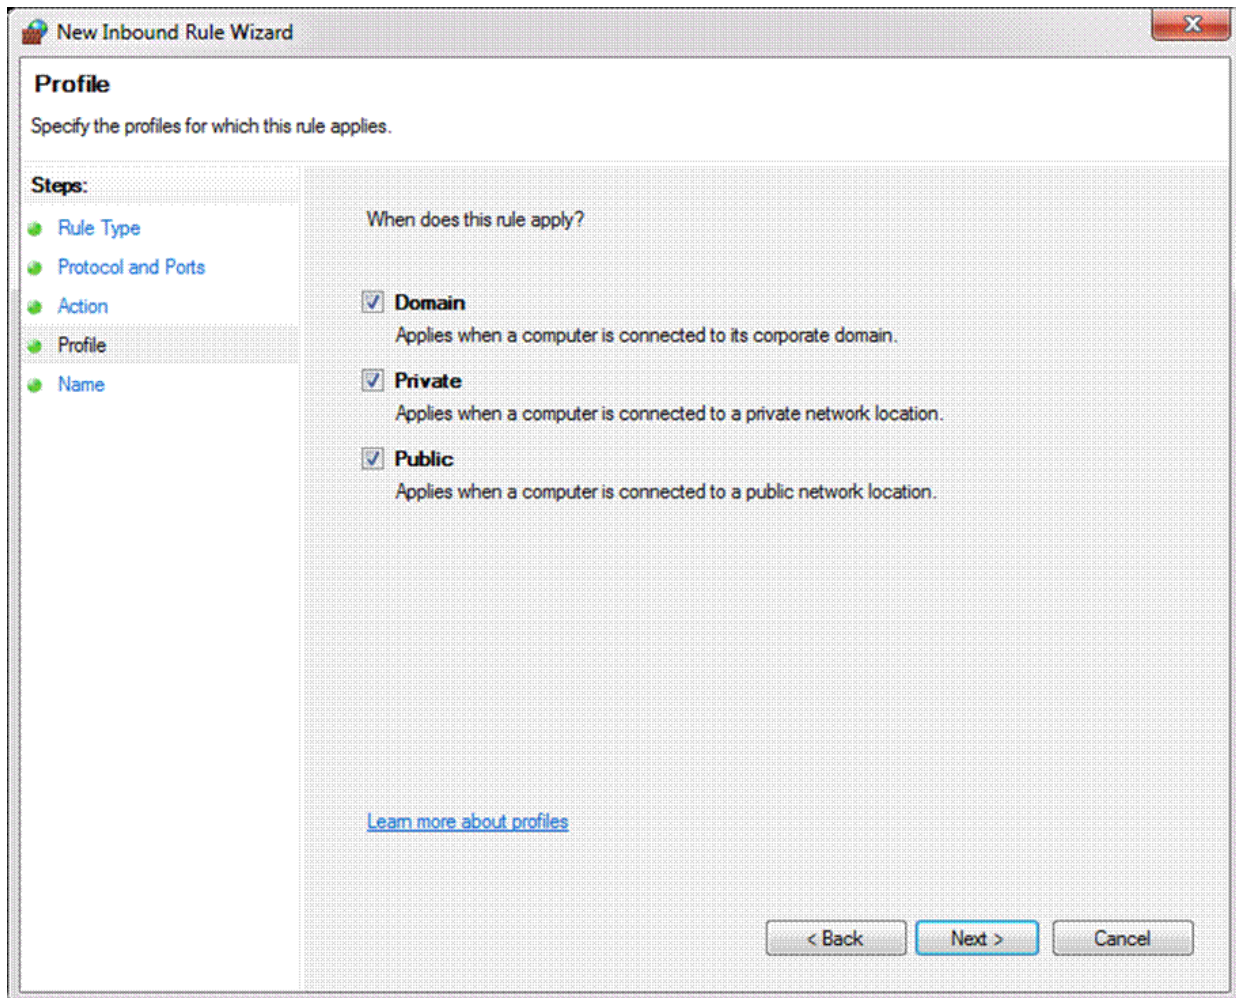 New Inbound Rule Wizard
X
Profile
Specify the profiles for which this rule applies.
Steps:
Rule Type
Protocol and Ports
Action
Profile
Name
When does this rule apply?
Domain
Applies when a computer is connected to its corporate domain.
Private
Applies when a computer is connected to a private network location.
Public
Applies when a computer is connected to a public network location.
Learn more about profiles
< Back
Next >
Cancel